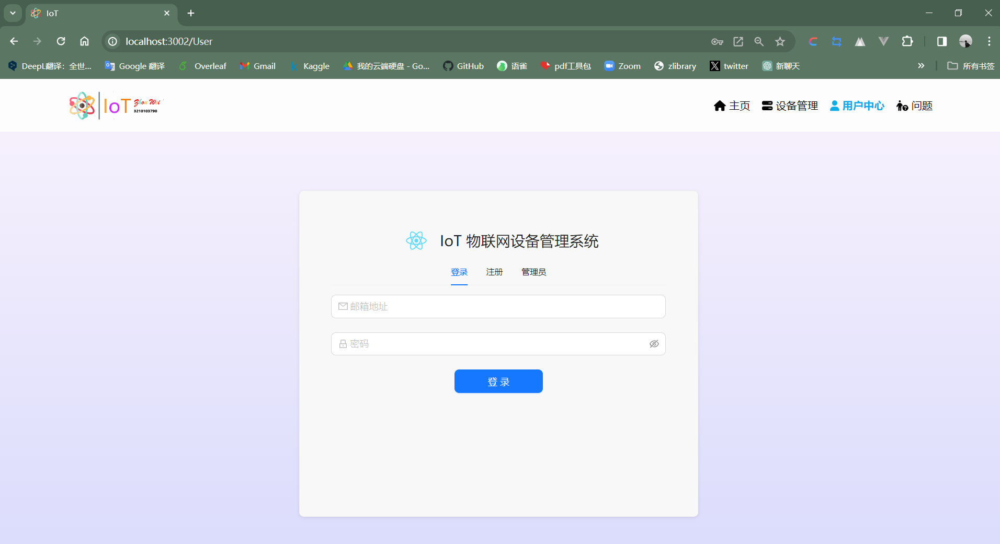 IoT
localhost:3002/User
DeepL翻译：全世...
Google 翻译
Overleaf
Gmail
Kaggle
我的云端硬盘 - Go...
GitHub
语雀
pdf工具包
Zoom
zlibrary
twitter
新聊天
所有书签
IoT
Zhou Wei
3210103790
主页
设备管理
用户中心
问题
IoT 物联网设备管理系统
登录
注册
管理员
邮箱地址
密码
登 录